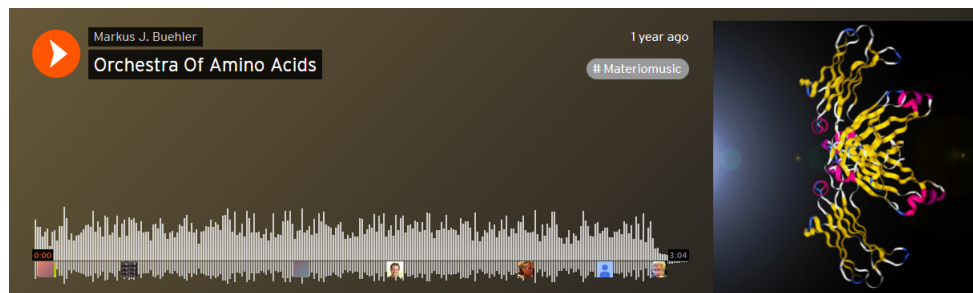 Markus J. Buehler
1 year ago
Orchestra Of Amino Acids
# Materiomusic
0:00
3:04